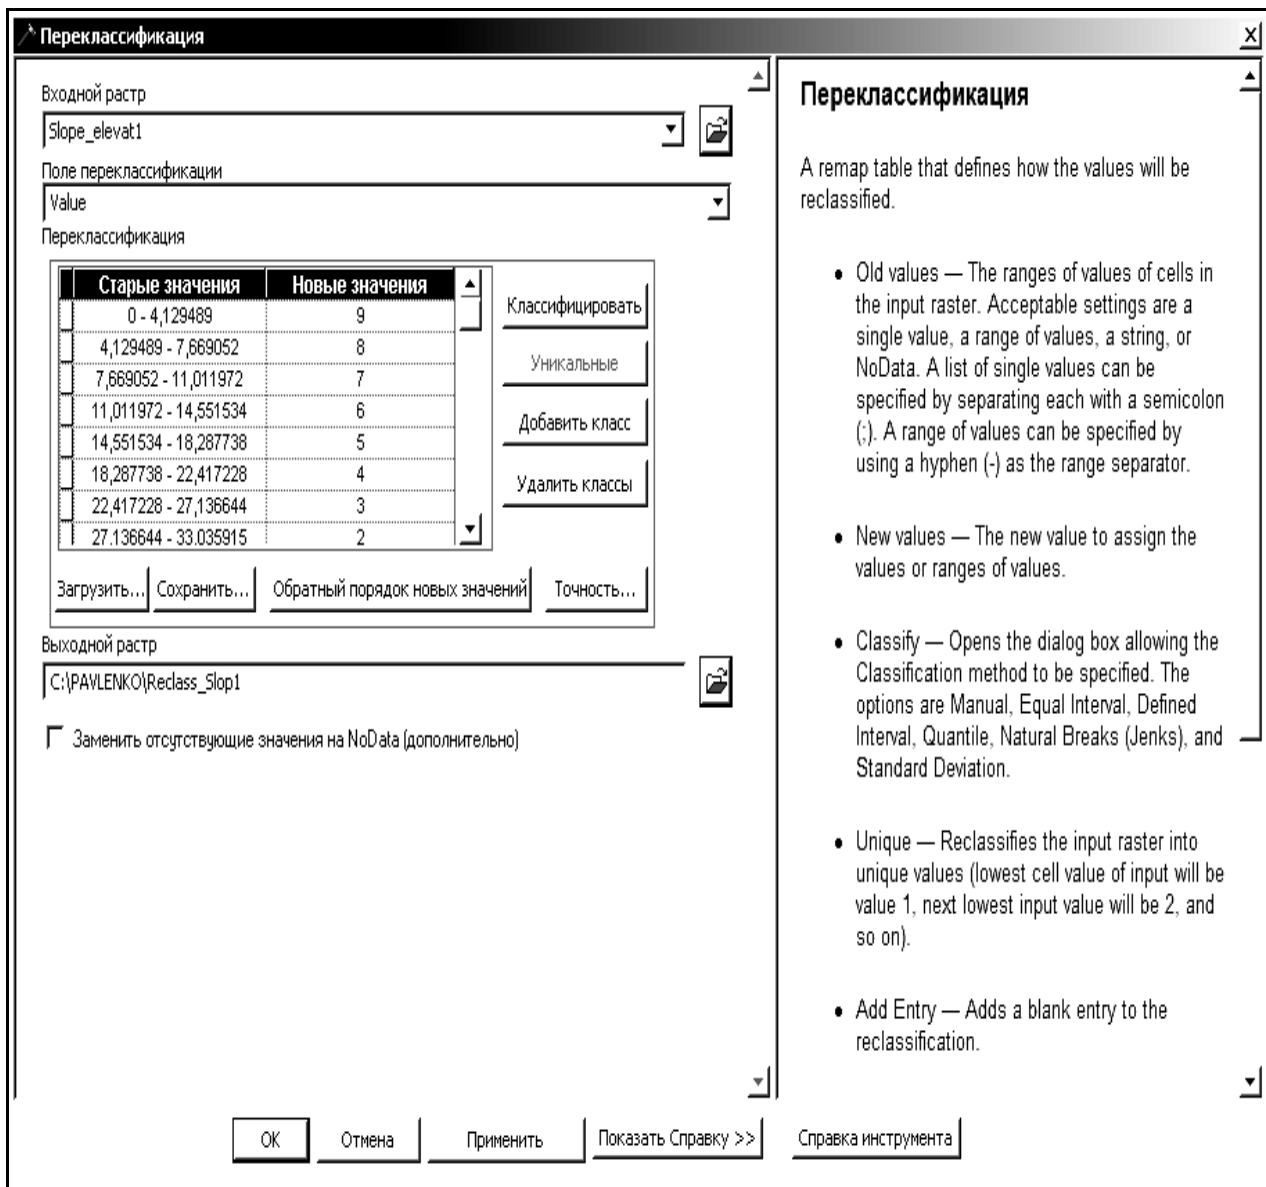 Переклассификация
Входной растр
Slope_elevat1
Поле переклассификации
Value
Переклассификация
Старые значения Новые значения
0 - 4,129489 9
4,129489 - 7,669052 8
7,669052 - 11,011972 7
11,011972 - 14,551534 6
14,551534 - 18,287738 5
18,287738 - 22,417228 4
22,417228 - 27,136644 3
27.136644 - 33.035915 2
Классифицировать
Уникальные
Добавить класс
Удалить классы
Загрузить... Сохранить... Обратный порядок новых значений Точность...
Выходной растр
C:\PAVLENKO\Reclass_Slop1
Заменить отсутствующие значения на NoData (дополнительно)
Переклассификация
A remap table that defines how the values will be
reclassified.
• Old values — The ranges of values of cells in
the input raster. Acceptable settings are a
single value, a range of values, a string, or
NoData. A list of single values can be
specified by separating each with a semicolon
(;). A range of values can be specified by
using a hyphen (-) as the range separator.
• New values — The new value to assign the
values or ranges of values.
• Classify — Opens the dialog box allowing the
Classification method to be specified. The
options are Manual, Equal Interval, Defined
Interval, Quantile, Natural Breaks (Jenks), and
Standard Deviation.
• Unique — Reclassifies the input raster into
unique values (lowest cell value of input will be
value 1, next lowest input value will be 2, and
so on).
• Add Entry — Adds a blank entry to the
reclassification.
OK Отмена Применить Показать Справку >> Справка инструмента